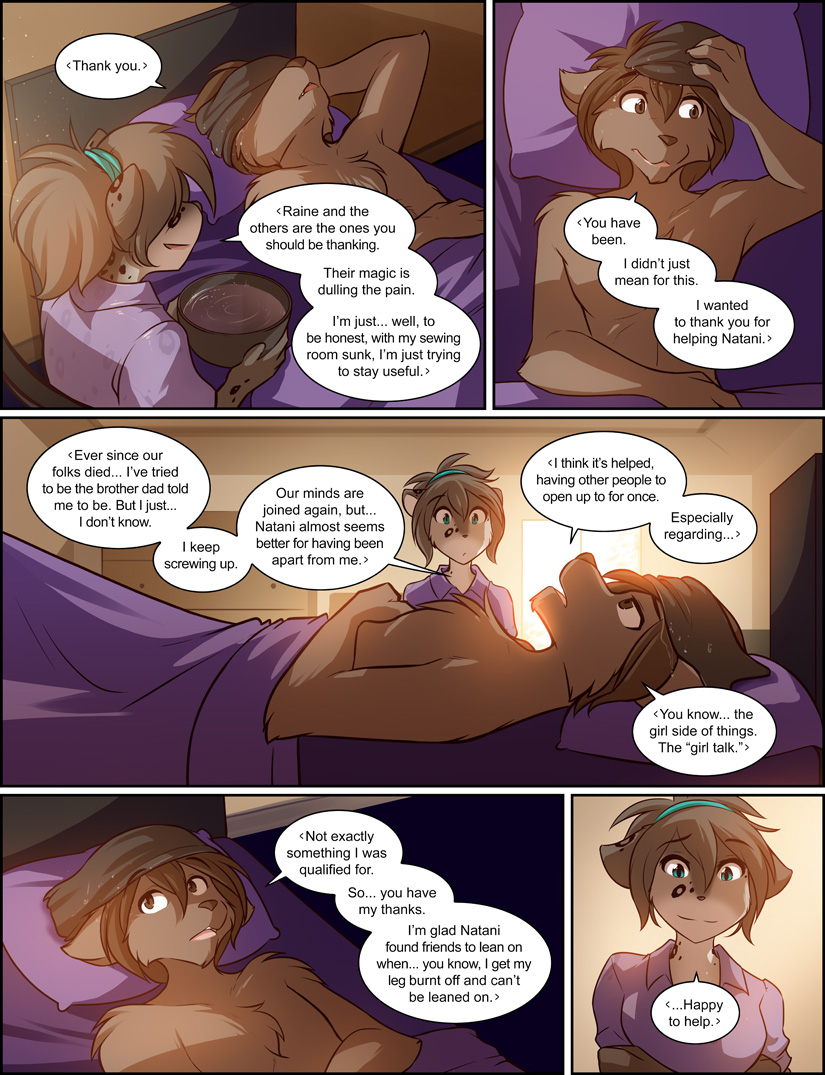 ‹Thank you.›
‹Raine and the
others are the ones you
should be thanking.
Their magic is
dulling the pain.
I'm just... well, to
be honest, with my sewing
room sunk, I'm just trying
to stay useful.›
‹You have
been.
I didn't just
mean for this.
I wanted
to thank you for
helping Natani.›
‹Ever since our
folks died... I've tried
to be the brother dad told
me to be. But I just...
I don't know.
I keep
screwing up.
Our minds are
joined again, but...
Natani almost seems
better for having been
apart from me.›
‹I think it's helped,
having other people to
open up to for once.
Especially
regarding...›
‹You know... the
girl side of things.
The “girl talk.”›
‹Not exactly
something I was
qualified for.
So... you have
my thanks.
I'm glad Natani
found friends to lean on
when... you know, I get my
leg burnt off and can't
be leaned on.›
‹...Happy
to help.›